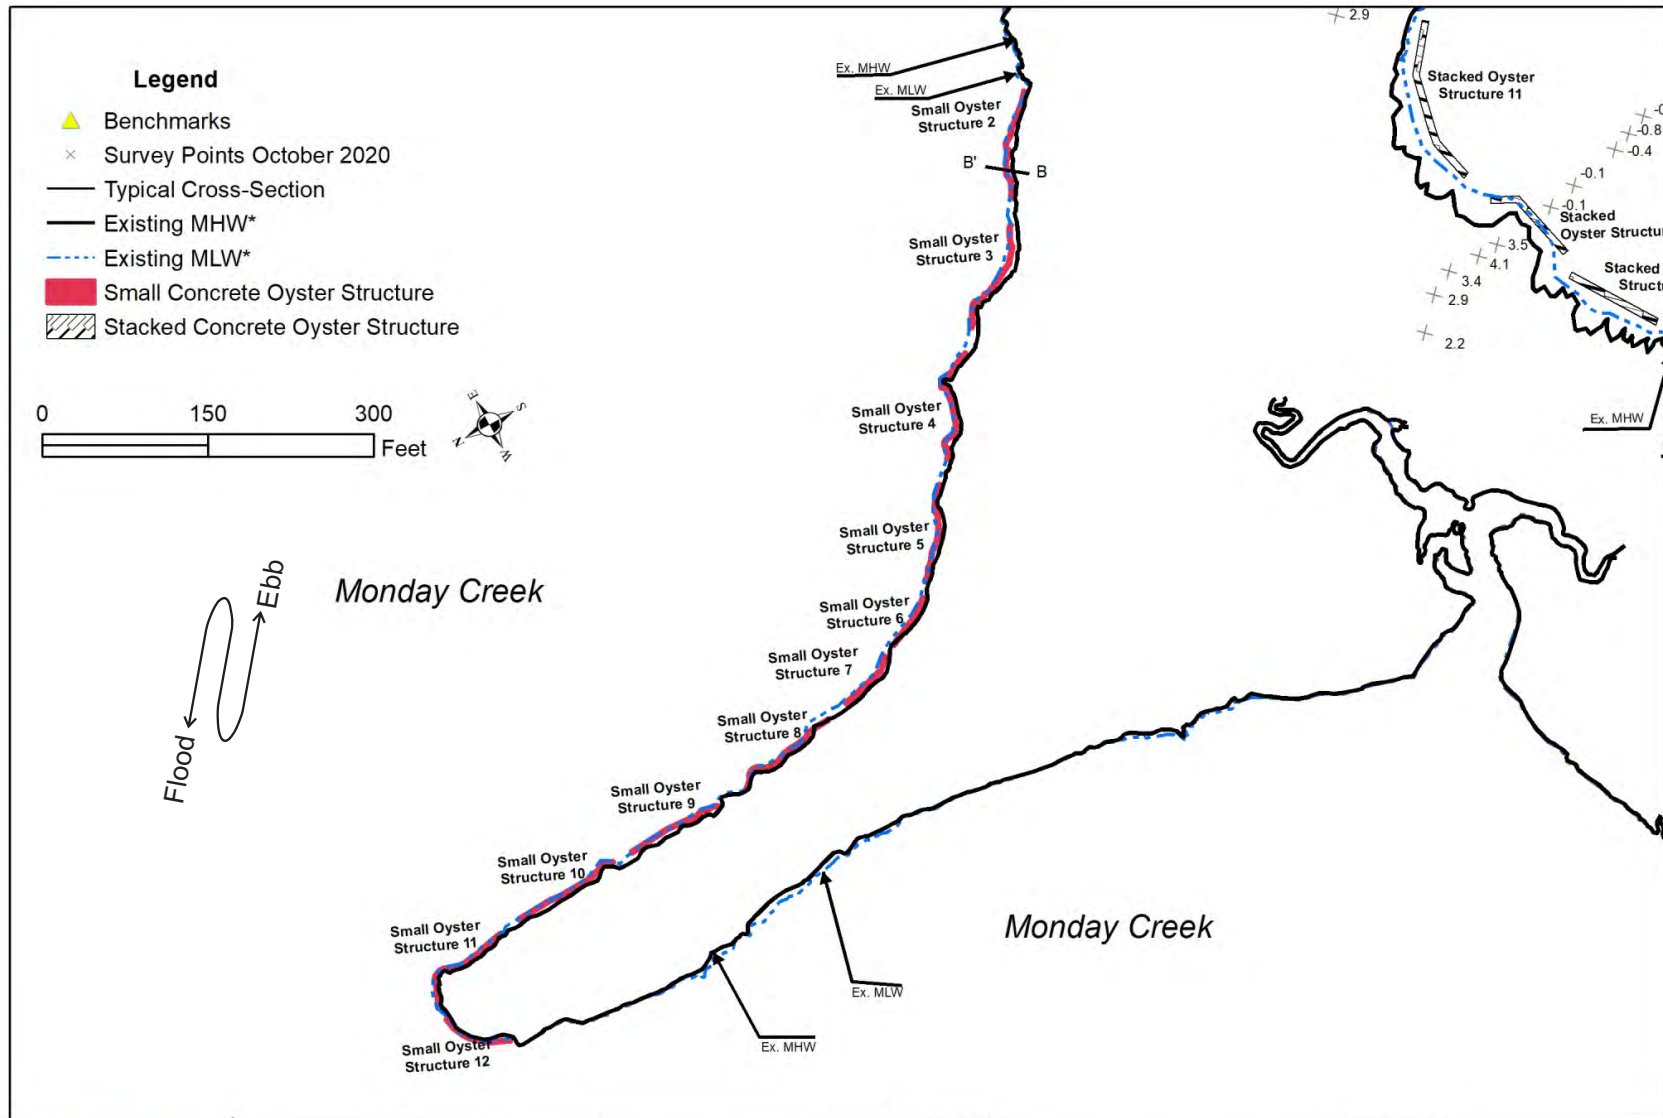 2.9
Legend
Benchmarks
Survey Points October 2020
Typical Cross-Section
Existing MHW*
Existing MLW*
Small Concrete Oyster Structure
Stacked Concrete Oyster Structure
0 150 300
Feet
E
S
N
W
Ex. MHW
Ex. MLW
Small Oyster
Structure 2
B'
B
Small Oyster
Structure 3
Small Oyster
Structure 4
Small Oyster
Structure 5
Small Oyster
Structure 6
Small Oyster
Structure 7
Small Oyster
Structure 8
Small Oyster
Structure 9
Small Oyster
Structure 10
Small Oyster
Structure 11
Small Oyster
Structure 12
Stacked Oyster
Structure 11
-0.8
-0.4
-0.1
-0.1
Stacked
Oyster
Stacked
3.5
4.1
3.4
2.9
2.2
Ex. MHW
Monday Creek
Ebb
Flood
Monday Creek
Ex. MLW
Ex. MHW